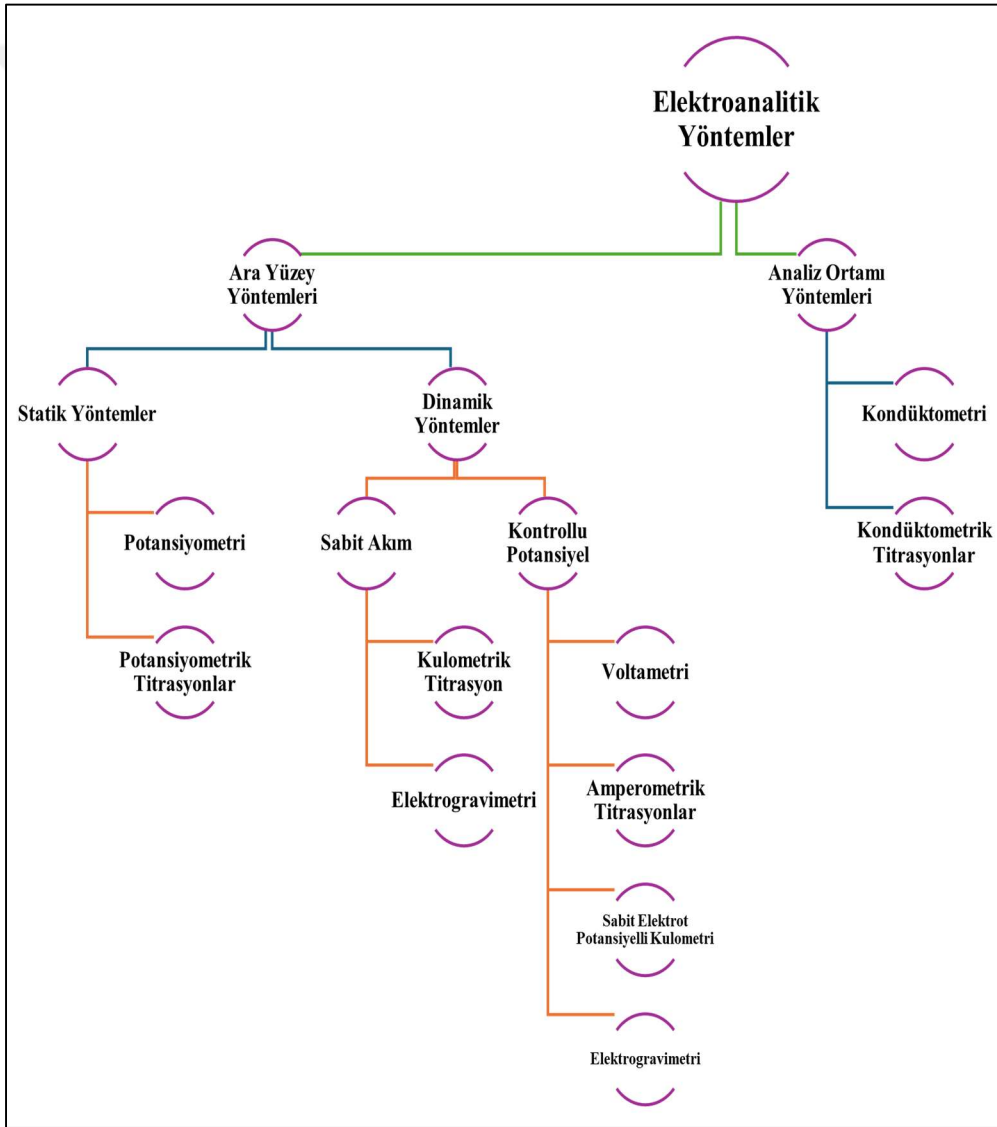 Elektroanalitik
Yöntemler
Ara Yüzey
Yöntemleri
Analiz Ortamı
Yöntemleri
Statik Yöntemler
Dinamik
Yöntemler
Kondüktometri
Potansiyometri
Sabit Akım
Kontrollu
Potansiyel
Kondüktometrik
Titrasyonlar
Potansiyometrik
Titrasyonlar
Kulometrik
Titrasyon
Voltametri
Elektrogravimetri
Amperometrik
Titrasyonlar
Sabit Elektrot
Potansiyelli Kulometri
Elektrogravimetri